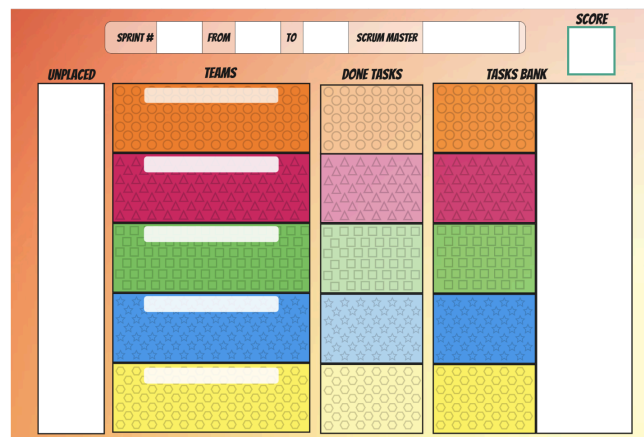 SCORE
SPRINT # FROM TO SCRUM MASTER
UNPLACED TEAMS DONE TASKS TASKS BANK